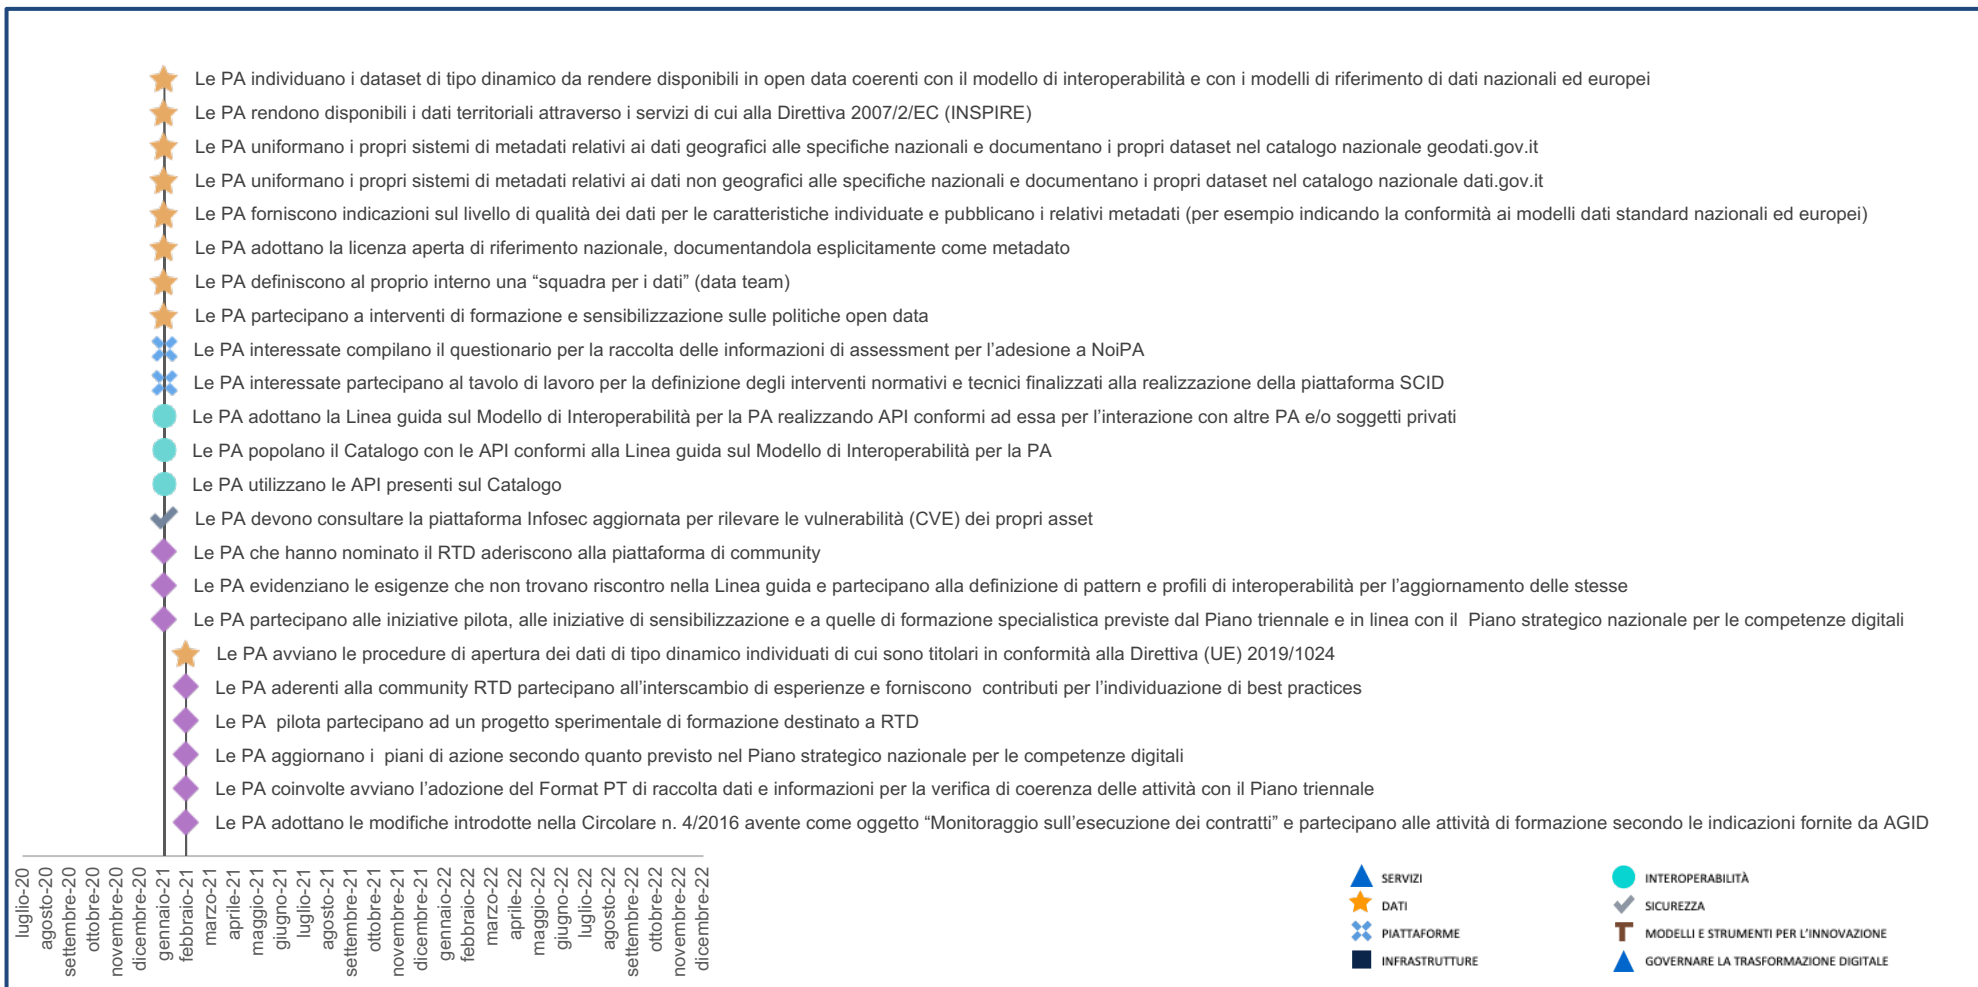 Le PA individuano i dataset di tipo dinamico da rendere disponibili in open data coerenti con il modello di interoperabilità e con i modelli di riferimento di dati nazionali ed europei
Le PA rendono disponibili i dati territoriali attraverso i servizi di cui alla Direttiva 2007/2/EC (INSPIRE)
Le PA uniformano i propri sistemi di metadati relativi ai dati geografici alle specifiche nazionali e documentano i propri dataset nel catalogo nazionale geodati.gov.it
Le PA uniformano i propri sistemi di metadati relativi ai dati non geografici alle specifiche nazionali e documentano i propri dataset nel catalogo nazionale dati.gov.it
Le PA forniscono indicazioni sul livello di qualità dei dati per le caratteristiche individuate e pubblicano i relativi metadati (per esempio indicando la conformità ai modelli dati standard nazionali ed europei)
Le PA adottano la licenza aperta di riferimento nazionale, documentandola esplicitamente come metadato
Le PA definiscono al proprio interno una “squadra per i dati” (data team)
Le PA partecipano a interventi di formazione e sensibilizzazione sulle politiche open data
Le PA interessate compilano il questionario per la raccolta delle informazioni di assessment per l’adesione a NoiPA
Le PA interessate partecipano al tavolo di lavoro per la definizione degli interventi normativi e tecnici finalizzati alla realizzazione della piattaforma SCID
Le PA adottano la Linea guida sul Modello di Interoperabilità per la PA realizzando API conformi ad essa per l’interazione con altre PA e/o soggetti privati
Le PA popolano il Catalogo con le API conformi alla Linea guida sul Modello di Interoperabilità per la PA
Le PA utilizzano le API presenti sul Catalogo
Le PA devono consultare la piattaforma Infosec aggiornata per rilevare le vulnerabilità (CVE) dei propri asset
Le PA che hanno nominato il RTD aderiscono alla piattaforma di community
Le PA evidenziano le esigenze che non trovano riscontro nella Linea guida e partecipano alla definizione di pattern e profili di interoperabilità per l’aggiornamento delle stesse
Le PA partecipano alle iniziative pilota, alle iniziative di sensibilizzazione e a quelle di formazione specialistica previste dal Piano triennale e in linea con il Piano strategico nazionale per le competenze digitali
Le PA avviano le procedure di apertura dei dati di tipo dinamico individuati di cui sono titolari in conformità alla Direttiva (UE) 2019/1024
Le PA aderenti alla community RTD partecipano all’interscambio di esperienze e forniscono contributi per l’individuazione di best practices
Le PA pilota partecipano ad un progetto sperimentale di formazione destinato a RTD
Le PA aggiornano i piani di azione secondo quanto previsto nel Piano strategico nazionale per le competenze digitali
Le PA coinvolte avviano l’adozione del Format PT di raccolta dati e informazioni per la verifica di coerenza delle attività con il Piano triennale
Le PA adottano le modifiche introdotte nella Circolare n. 4/2016 avente come oggetto “Monitoraggio sull’esecuzione dei contratti” e partecipano alle attività di formazione secondo le indicazioni fornite da AGID
luglio-20
agosto-20
settembre-20
ottobre-20
novembre-20
dicembre-20
gennaio-21
febbraio-21
marzo-21
aprile-21
maggio-21
giugno-21
luglio-21
agosto-21
settembre-21
ottobre-21
novembre-21
dicembre-21
gennaio-22
febbraio-22
marzo-22
aprile-22
maggio-22
giugno-22
luglio-22
agosto-22
settembre-22
ottobre-22
novembre-22
dicembre-22
SERVIZI
DATI
PIATTAFORME
INFRASTRUTTURE
INTEROPERABILITÀ
SICUREZZA
MODELLI E STRUMENTI PER L’INNOVAZIONE
GOVERNARE LA TRASFORMAZIONE DIGITALE